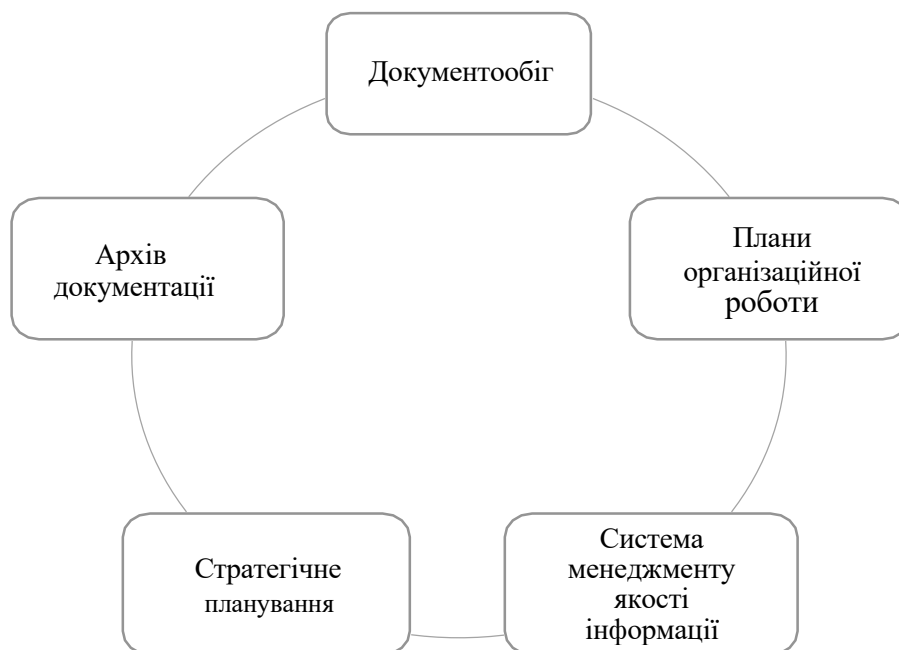 Документообіг
Архів
документації
Плани
організаційної
роботи
Стратегічне
планування
Система
менеджменту
якості
інформації